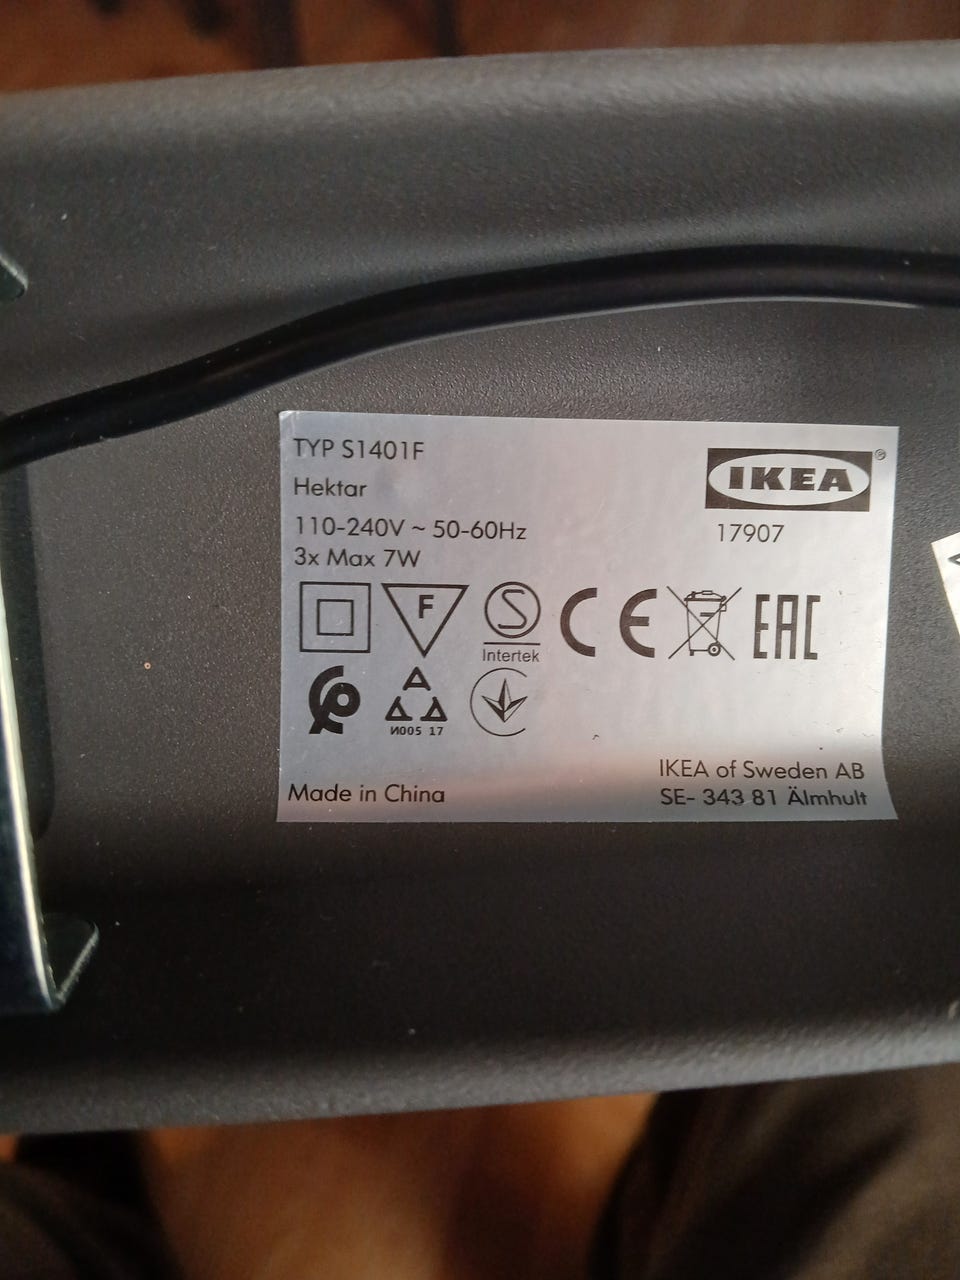 TYP S1401F
Hektar
110-240V ~ 50-60Hz
3x Max 7W
IKEA®
17907
F
S
Intertek
CE
EAC
И005 17
Made in China
IKEA of Sweden AB
SE- 343 81 Älmhult